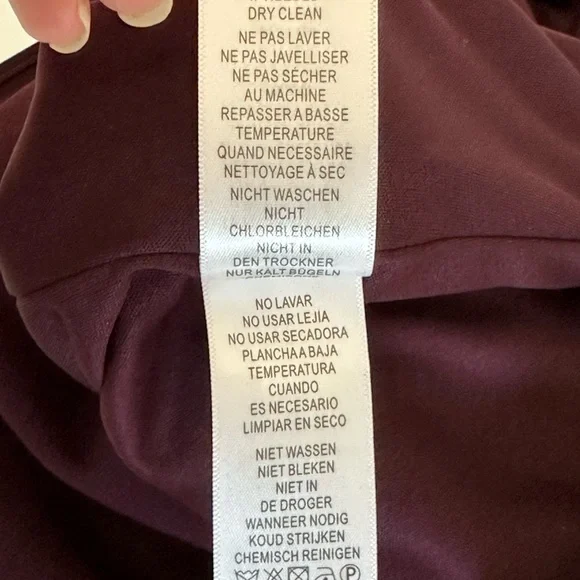 DRY CLEAN
NE PAS LAVER
NE PAS JAVELLISER
NE PAS SÉCHER
AU MACHINE
REPASSER A BASSE
TEMPERATURE
QUAND NECESSAIRE
NETTOYAGE À SEC
NICHT WASCHEN
NICHT
CHLORBLEICHEN
NICHT IN
DEN TROCKNER
NUR KALT BÜGELN
NO LAVAR
NO USAR LEJIA
NO USAR SECADORA
PLANCHA A BAJA
TEMPERATURA
CUANDO
ES NECESARIO
LIMPIAR EN SECO
NIET WASSEN
NIET BLEKEN
NIET IN
DE DROGER
WANNEER NODIG
KOUD STRIJKEN
CHEMISCH REINIGEN
P